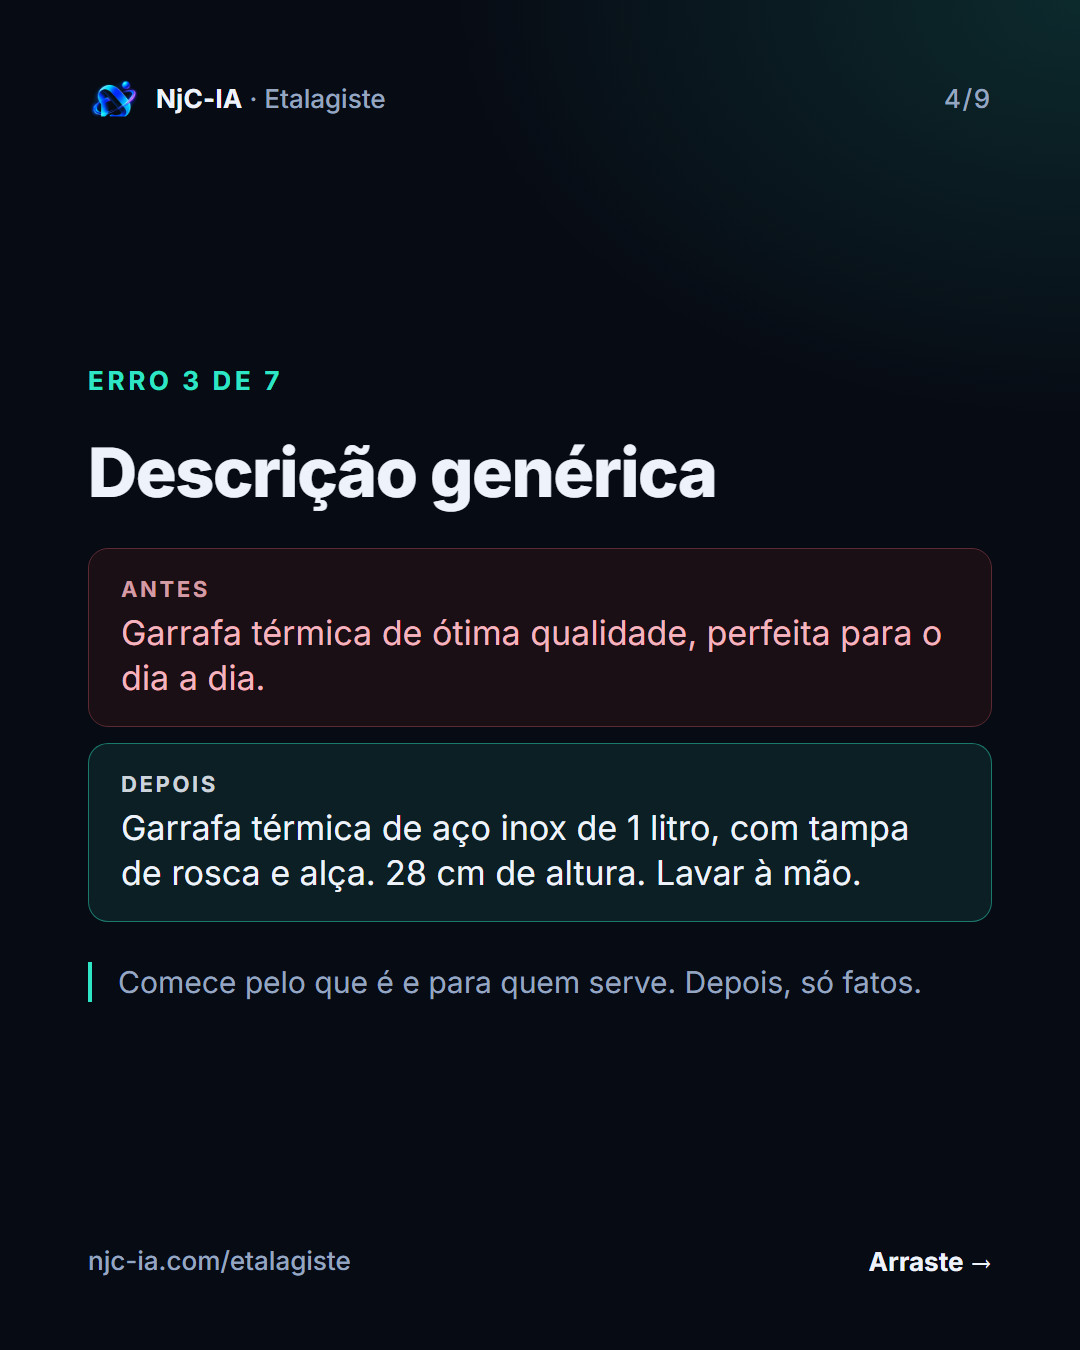 NjC-IA · Etalagiste
4/9
ERRO 3 DE 7
Descrição genérica
ANTES
Garrafa térmica de ótima qualidade, perfeita para o
dia a dia.
DEPOIS
Garrafa térmica de aço inox de 1 litro, com tampa
de rosca e alça. 28 cm de altura. Lavar à mão.
Comece pelo que é e para quem serve. Depois, só fatos.
njc-ia.com/etalagiste
Arraste →